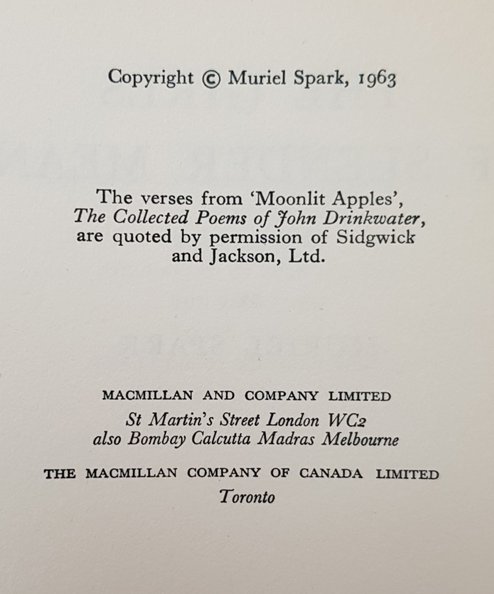 Copyright © Muriel Spark, 1963
The verses from ‘Moonlit Apples’,
The Collected Poems of John Drinkwater,
are quoted by permission of Sidgwick
and Jackson, Ltd.
MACMILLAN AND COMPANY LIMITED
St Martin's Street London WC2
also Bombay Calcutta Madras Melbourne
THE MACMILLAN COMPANY OF CANADA LIMITED
Toronto